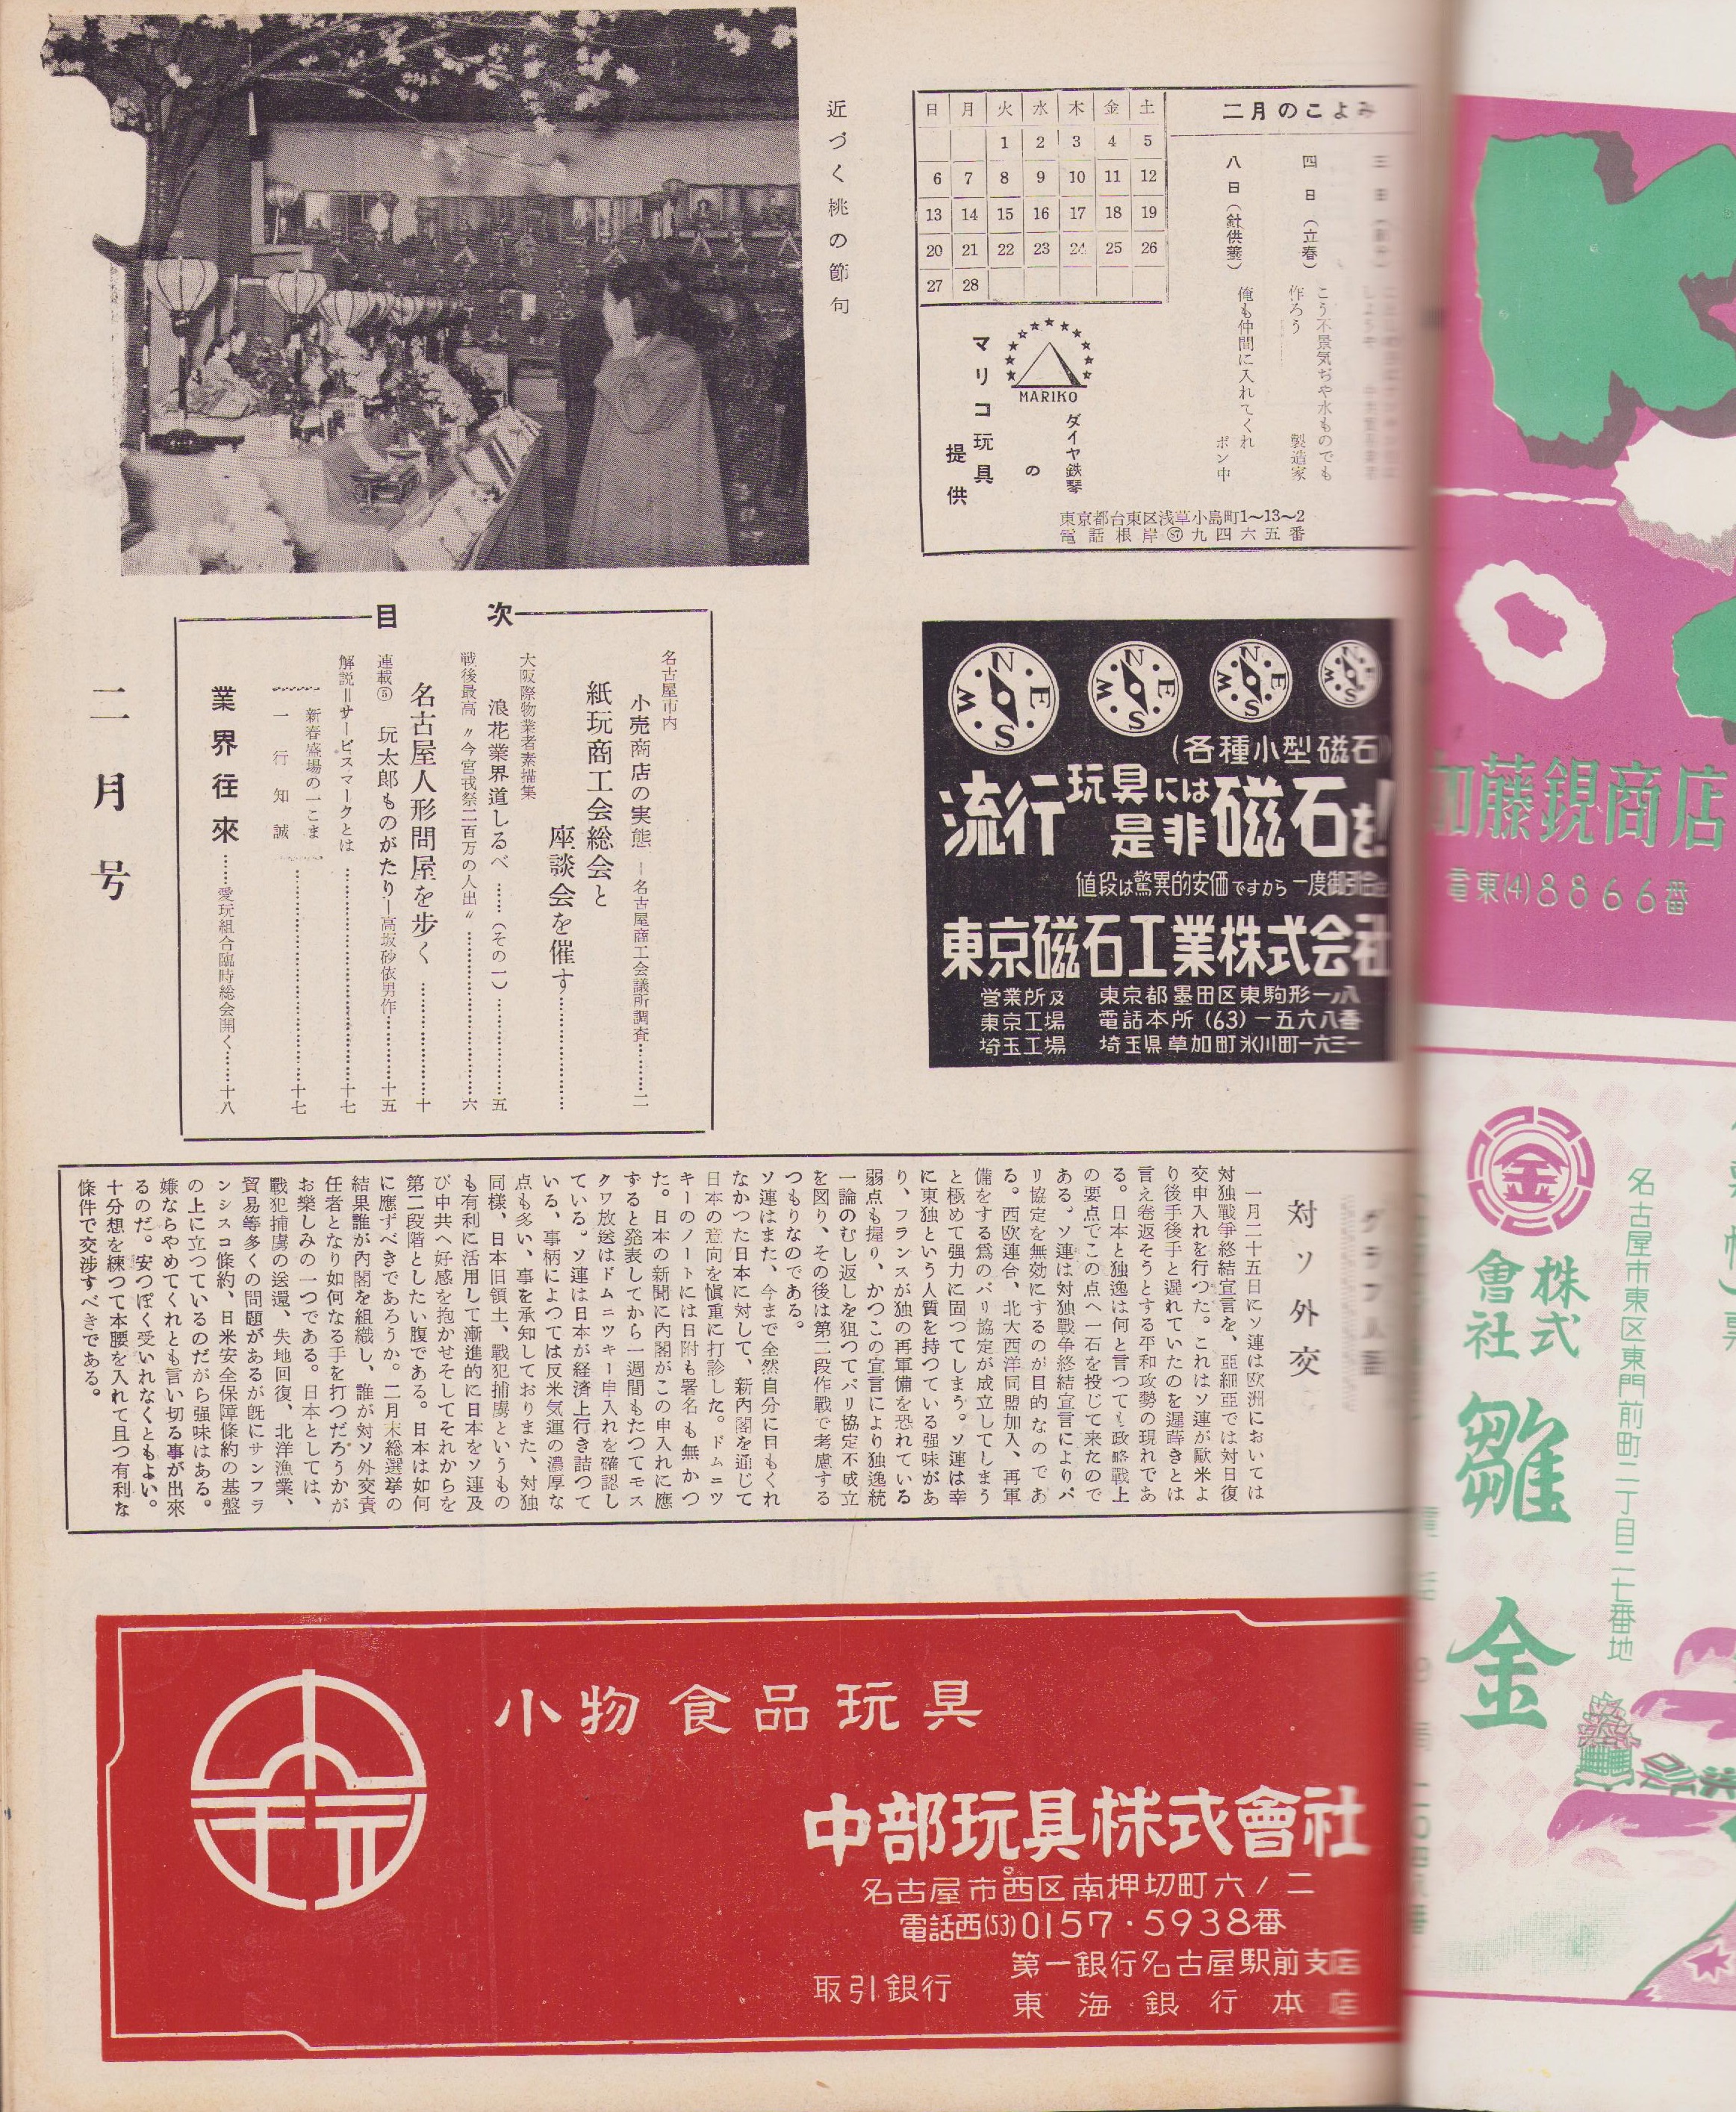 近づく桃の節句
二月のこよみ
四日（立春）
こう不景気ぢや水ものでも
作ろう
製造家
八日（針供養）
俺も仲間に入れてくれ
ポン中
日 月 火 水 木 金 土
1 2 3 4 5
6 7 8 9 10 11 12
13 14 15 16 17 18 19
20 21 22 23 24 25 26
27 28
MARIKO
ダイヤ鉄琴
の
マリコ玩具
提供
東京都台東区浅草小島町1〜13〜2
電話根岸(87)九四六五番
N E S W
N E S W
N E S W
N E S W
（各種小型磁石）
流行玩具には是非磁石を！
値段は驚異的安価ですから一度御引合を
東京磁石工業株式会社
営業所及東京工場 東京都墨田区東駒形一ノ八
電話本所（63）一五六八番
埼玉工場 埼玉県草加町氷川町一六三一
目次
名古屋市内
小売商店の実態―名古屋商工会議所調査……二
紙玩商工会総会と
座談会を催す……
大阪際物業者素描集
浪花業界道しるべ……（その一）……五
戦後最高〃今宮戎祭二百万の人出〃……六
名古屋人形問屋を歩く……十
連載⑤ 玩太郎ものがたり―高坂砂依男作……十五
解説＝サービスマークとは……十七
新春盛場の一こま……十七
一行知誠
業界往來……愛玩組合臨時総会開く……十八
二月号
対ソ外交
一月二十五日にソ連は欧洲においては
対独戰争終結宣言を、亞細亞では対日復
交申入れを行つた。これはソ連が歐米よ
り後手後手と遅れていたのを遅蒔きとは
言え巻返そうとする平和攻勢の現れであ
る。日本と独逸は何と言つても政略戰上
の要点でこの点へ一石を投じて来たので
ある。ソ連は対独戰争終結宣言によりパ
リ協定を無効にするのが目的なのであ
る。西欧連合、北大西洋同盟加入、再軍
備をする爲のパリ協定が成立してしまう
と極めて强力に固つてしまう。ソ連は幸
に東独という人質を持つている强味があ
り、フランスが独の再軍備を恐れている
弱点も握り、かつこの宣言により独逸統
一論のむし返しを狙つてパリ協定不成立
を図り、その後は第二段作戰で考慮する
つもりなのである。
ソ連はまた、今まで全然自分に目もくれ
なかつた日本に対して、新内閣を通じて
日本の意向を愼重に打診した。ドムニツ
キーのノートには日附も署名も無かつ
た。日本の新聞に内閣がこの申入れに應
ずると発表してから一週間もたつてモス
クワ放送はドムニツキー申入れを確認し
ている。ソ連は日本が経済上行き詰つて
いる、事柄によつては反米気運の濃厚な
点も多い、事を承知しておりまた、対独
同様、日本旧領土、戰犯捕虜というもの
も有利に活用して漸進的に日本をソ連及
び中共へ好感を抱かせそしてそれからを
第二段階としたい腹である。日本は如何
に應ずべきであろうか。二月末総選挙の
結果誰が内閣を組織し、誰が対ソ外交責
任者となり如何なる手を打つだろうかが
お樂しみの一つである。日本としては、
戰犯捕虜の送還、失地回復、北洋漁業、
貿易等多くの問題があるが旣にサンフラ
ンシスコ條約、日米安全保障條約の基盤
の上に立つているのだがら强味はある。
嫌ならやめてくれとも言い切る事が出來
るのだ。安つぽく受いれなくともよい。
十分想を練つて本腰を入れて且つ有利な
條件で交渉すべきである。
小物食品玩具
中部玩具株式會社
名古屋市西区南押切町六ノ二
電話西(53)0157・5938番
取引銀行 第一銀行名古屋駅前支店
東海銀行本店
加藤鋧商店
電東(4)8866番
名古屋市東区東門前町二丁目二七番地
金
株式會社
雛金